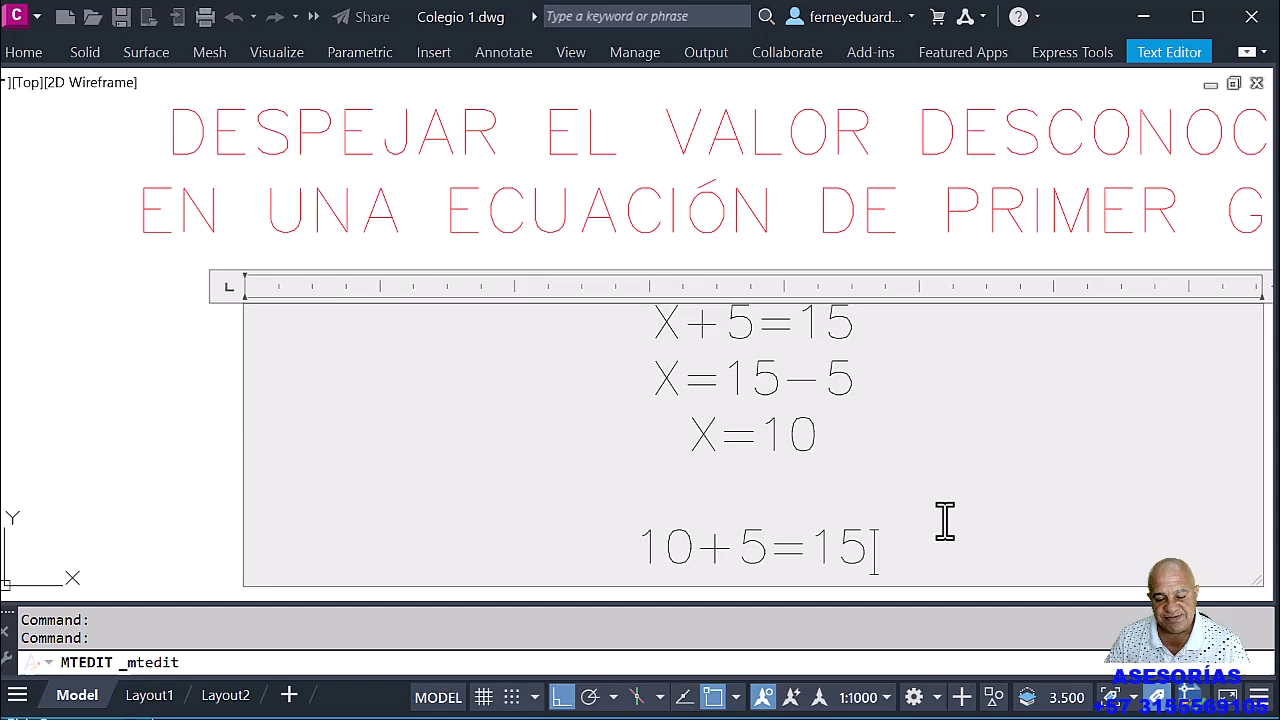 Share
Colegio 1.dwg
Type a keyword or phrase
ferneyeduard...
Home
Solid
Surface
Mesh
Visualize
Parametric
Insert
Annotate
View
Manage
Output
Collaborate
Add-ins
Featured Apps
Express Tools
Text Editor
][Top][2D Wireframe]
DESPEJAR EL VALOR DESCONOC
EN UNA ECUACIÓN DE PRIMER G
X+5=15
X=15-5
X=10
10+5=15
Y
X
Command:
Command:
MTEDIT _mtedit
ASESORÍAS
+57 3155569105
Model
Layout1
Layout2
MODEL
1:1000
3.500